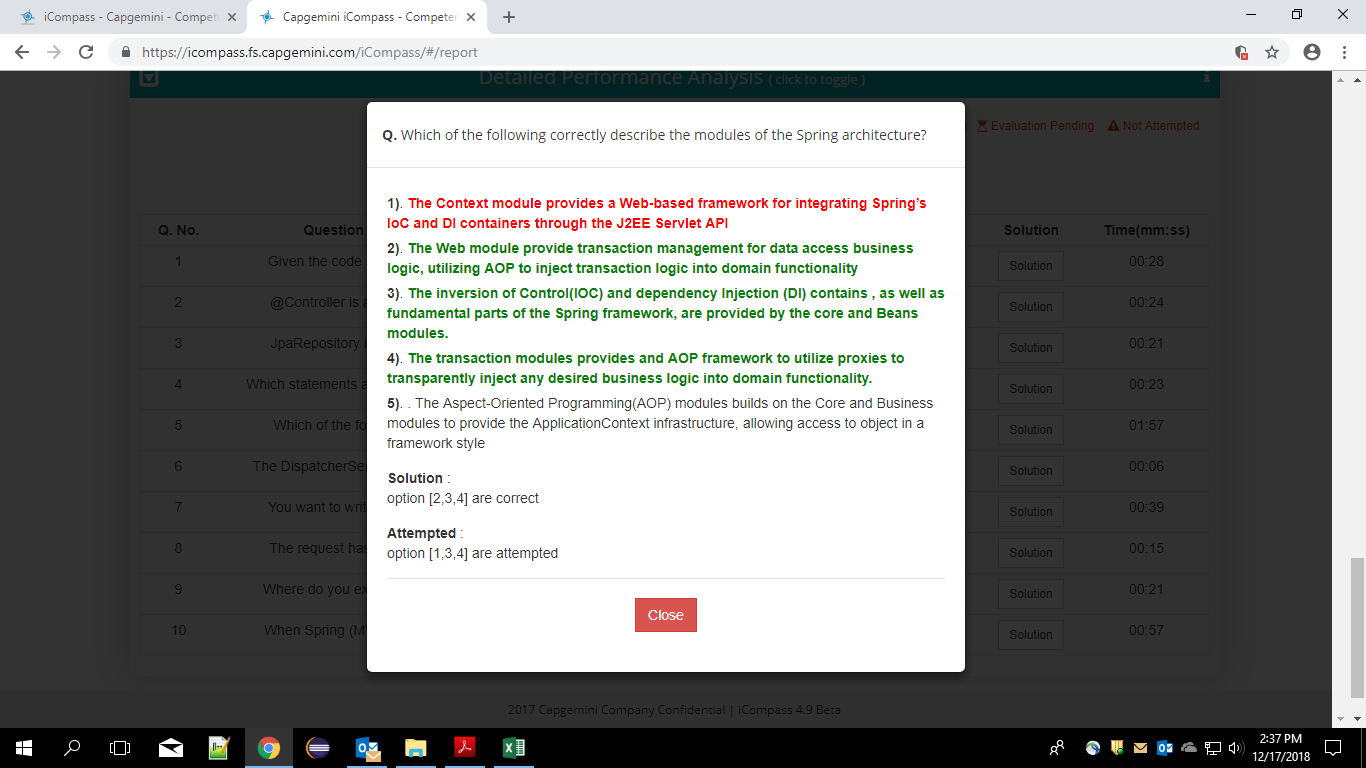 iCompass - Capgemini - Compet
Capgemini iCompass - Competen
https://icompass.fs.capgemini.com/iCompass/#/report
Detailed Performance Analysis ( click to toggle )
Evaluation Pending Not Attempted
Q. Which of the following correctly describe the modules of the Spring architecture?
1). The Context module provides a Web-based framework for integrating Spring's
IoC and DI containers through the J2EE Servlet API
2). The Web module provide transaction management for data access business
logic, utilizing AOP to inject transaction logic into domain functionality
3). The inversion of Control(IOC) and dependency Injection (DI) contains , as well as
fundamental parts of the Spring framework, are provided by the core and Beans
modules.
4). The transaction modules provides and AOP framework to utilize proxies to
transparently inject any desired business logic into domain functionality.
5). . The Aspect-Oriented Programming(AOP) modules builds on the Core and Business
modules to provide the ApplicationContext infrastructure, allowing access to object in a
framework style
Solution :
option [2,3,4] are correct
Attempted :
option [1,3,4] are attempted
Close
Q. No. Question Solution Time(mm:ss)
1 Given the code Solution 00:28
2 @Controller is a Solution 00:24
3 JpaRepository Solution 00:21
4 Which statements a Solution 00:23
5 Which of the fo Solution 01:57
6 The DispatcherSer Solution 00:06
7 You want to writ Solution 00:39
8 The request has Solution 00:15
9 Where do you ex Solution 00:21
10 When Spring (M Solution 00:57
2017 Capgemini Company Confidential | iCompass 4.9 Beta
2:37 PM
12/17/2018